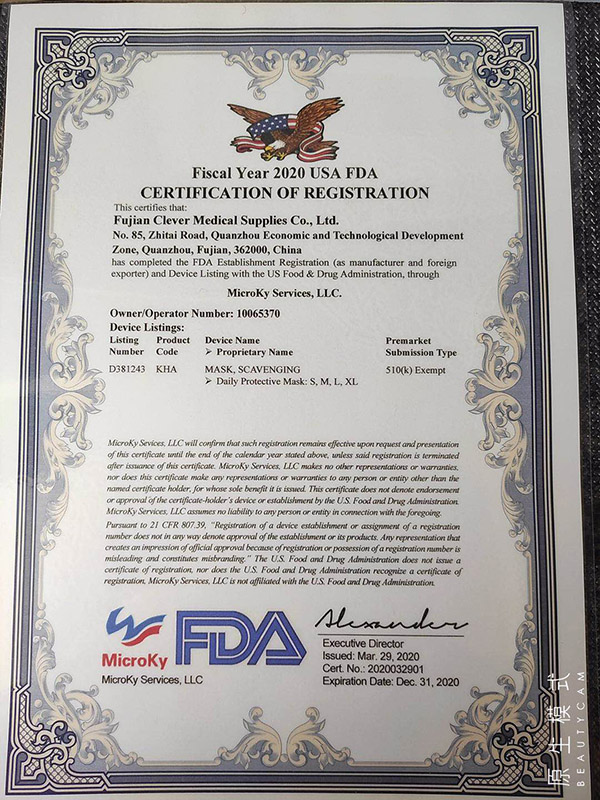 Fiscal Year 2020 USA FDA
CERTIFICATION OF REGISTRATION
This certifies that:
Fujian Clever Medical Supplies Co., Ltd.
No. 85, Zhitai Road, Quanzhou Economic and Technological Development
Zone, Quanzhou, Fujian, 362000, China
has completed the FDA Establishment Registration (as manufacturer and foreign
exporter) and Device Listing with the US Food & Drug Administration, through
MicroKy Services, LLC.
Owner/Operator Number: 10065370
Device Listings:
Listing Product Device Name Premarket
Number Code ➢ Proprietary Name Submission Type
D381243 KHA MASK, SCAVENGING 510(k) Exempt
➢ Daily Protective Mask: S, M, L, XL
MicroKy Sevices, LLC will confirm that such registration remains effective upon request and presentation
of this certificate until the end of the calendar year stated above, unless said registration is terminated
after issuance of this certificate. MicroKy Services, LLC makes no other representations or warranties,
nor does this certificate make any representations or warranties to any person or entity other than the
named certificate holder, for whose sole benefit it is issued. This certificate does not denote endorsement
or approval of the certificate-holder's device or establishment by the U.S. Food and Drug Administration.
MicroKy Services, LLC assumes no liability to any person or entity in connection with the foregoing.
Pursuant to 21 CFR 807.39, "Registration of a device establishment or assignment of a registration
number does not in any way denote approval of the establishment or its products. Any representation that
creates an impression of official approval because of registration or possession of a registration number is
misleading and constitutes misbranding." The U.S. Food and Drug Administration does not issue a
certificate of registration, nor does the U.S. Food and Drug Administration recognize a certificate of
registration, MicroKy Services, LLC is not affiliated with the U.S. Food and Drug Administration.
MicroKy
MicroKy Services, LLC
FDA
Alexander
Executive Director
Issued: Mar. 29, 2020
Cert. No.: 2020032901
Expiration Date: Dec. 31, 2020
原生模式
BEAUTYCAM